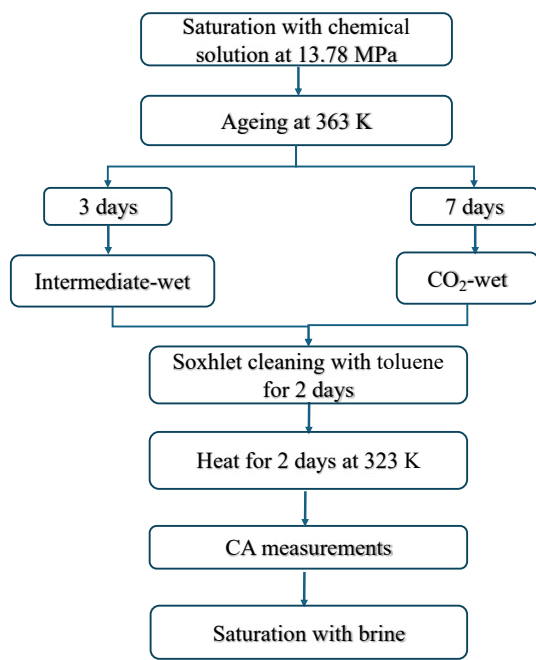 Saturation with chemical
solution at 13.78 MPa
Ageing at 363 K
3 days
7 days
Intermediate-wet
CO₂-wet
Soxhlet cleaning with toluene
for 2 days
Heat for 2 days at 323 K
CA measurements
Saturation with brine